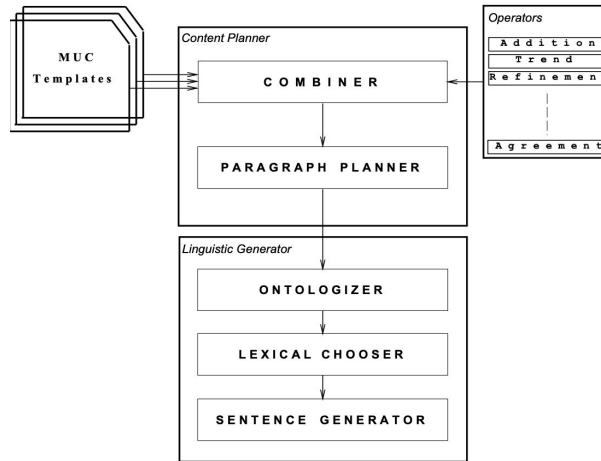 MUC
Templates
Content Planner
COMBINER
PARAGRAPH PLANNER
Operators
Addition
Trend
Refinemen
Agreement
Linguistic Generator
ONTOLOGIZER
LEXICAL CHOOSER
SENTENCE GENERATOR